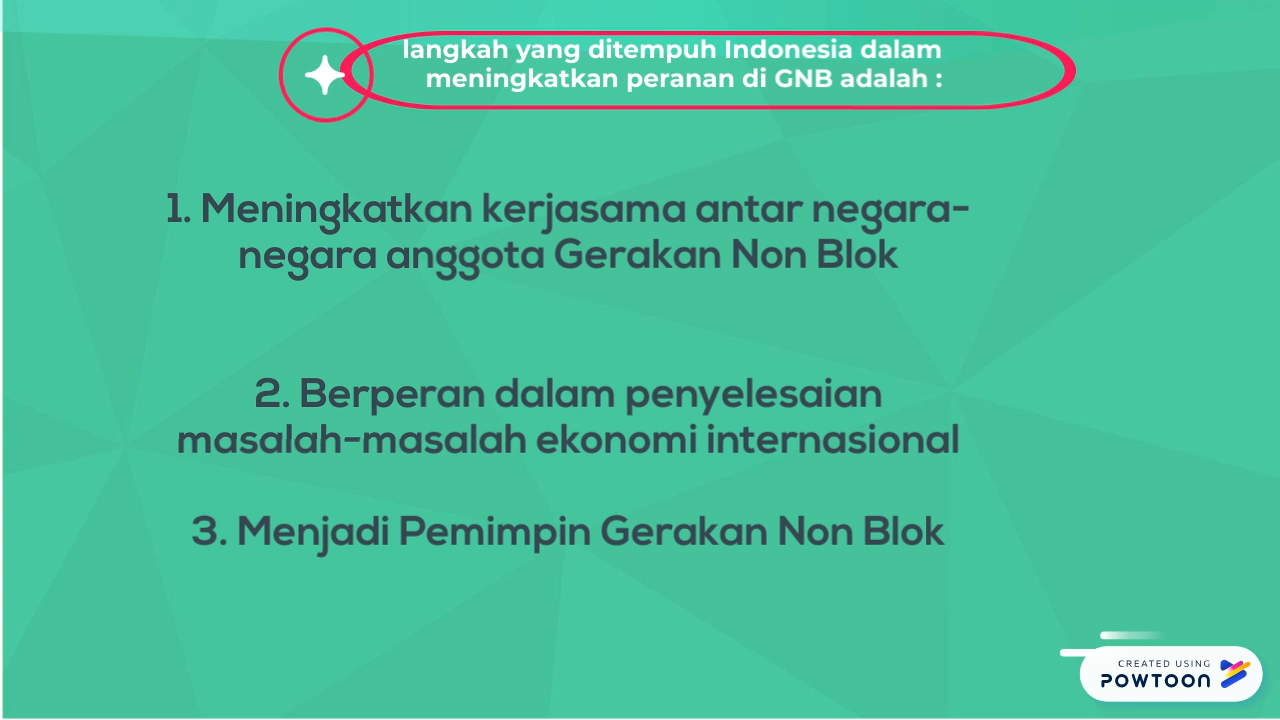 langkah yang ditempuh Indonesia dalam
meningkatkan peranan di GNB adalah :
1. Meningkatkan kerjasama antar negara-
negara anggota Gerakan Non Blok
2. Berperan dalam penyelesaian
masalah-masalah ekonomi internasional
3. Menjadi Pemimpin Gerakan Non Blok
CREATED USING
POWTOON